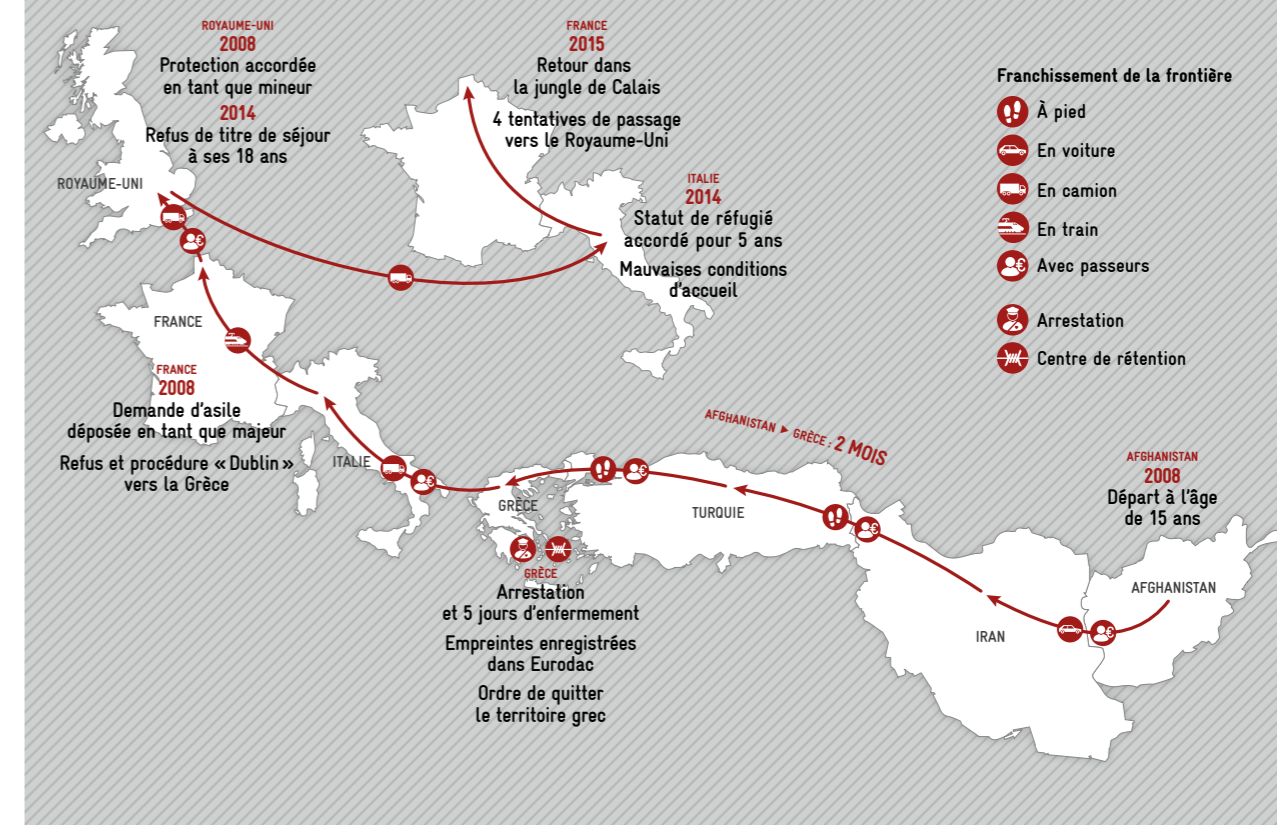 ROYAUME-UNI
2008
Protection accordée
en tant que mineur
2014
Refus de titre de séjour
à ses 18 ans
ROYAUME-UNI
FRANCE
2015
Retour dans
la jungle de Calais
4 tentatives de passage
vers le Royaume-Uni
ITALIE
2014
Statut de réfugié
accordé pour 5 ans
Mauvaises conditions
d'accueil
Franchissement de la frontière
À pied
En voiture
En camion
En train
Avec passeurs
Arrestation
Centre de rétention
FRANCE
FRANCE
2008
Demande d'asile
déposée en tant que majeur
Refus et procédure « Dublin »
vers la Grèce
ITALIE
GRÈCE
GRÈCE
Arrestation
et 5 jours d'enfermement
Empreintes enregistrées
dans Eurodac
Ordre de quitter
le territoire grec
AFGHANISTAN ▶ GRÈCE : 2 MOIS
TURQUIE
IRAN
AFGHANISTAN
2008
Départ à l'âge
de 15 ans
AFGHANISTAN